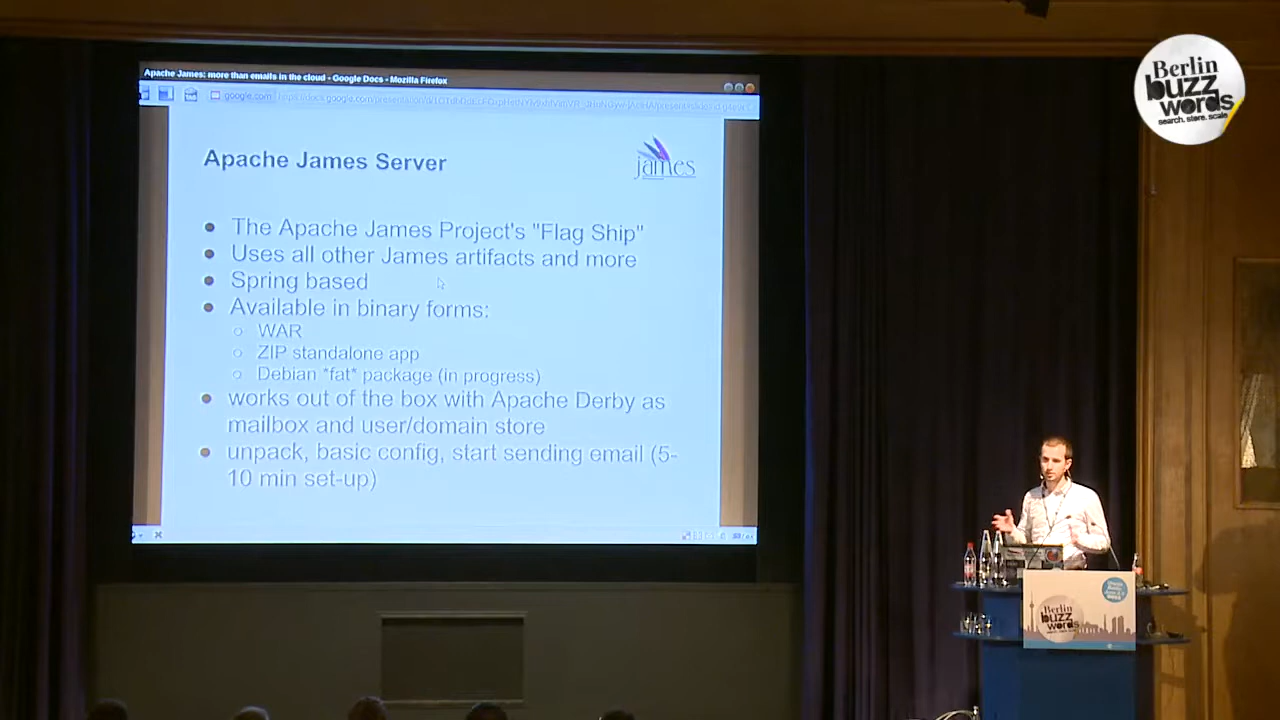 Apache James: more than emails in the cloud - Google Docs - Mozilla Firefox
google.com
Apache James Server
james
The Apache James Project's "Flag Ship"
Uses all other James artifacts and more
Spring based
Available in binary forms:
WAR
ZIP standalone app
Debian *fat* package (in progress)
works out of the box with Apache Derby as
mailbox and user/domain store
unpack, basic config, start sending email (5-
10 min set-up)
Berlin
buzz
words
search. store. scale.
Berlin
buzz
words